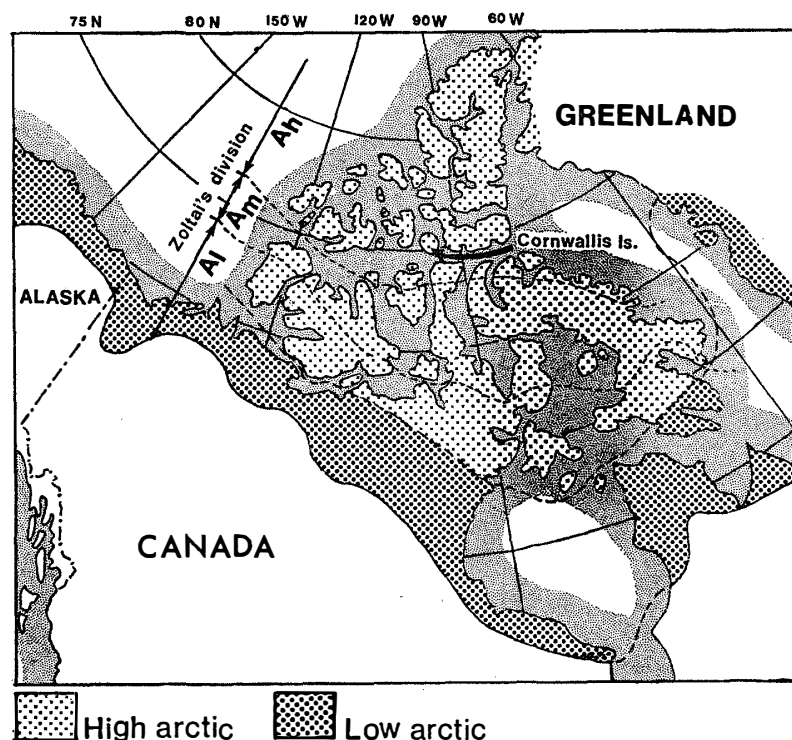 75 N 80 N 150 W 120 W 90W 60 W
GREENLAND
Zoltai's division
Ah
Am
Al
Cornwallis Is.
ALASKA
CANADA
High arctic
Low arctic